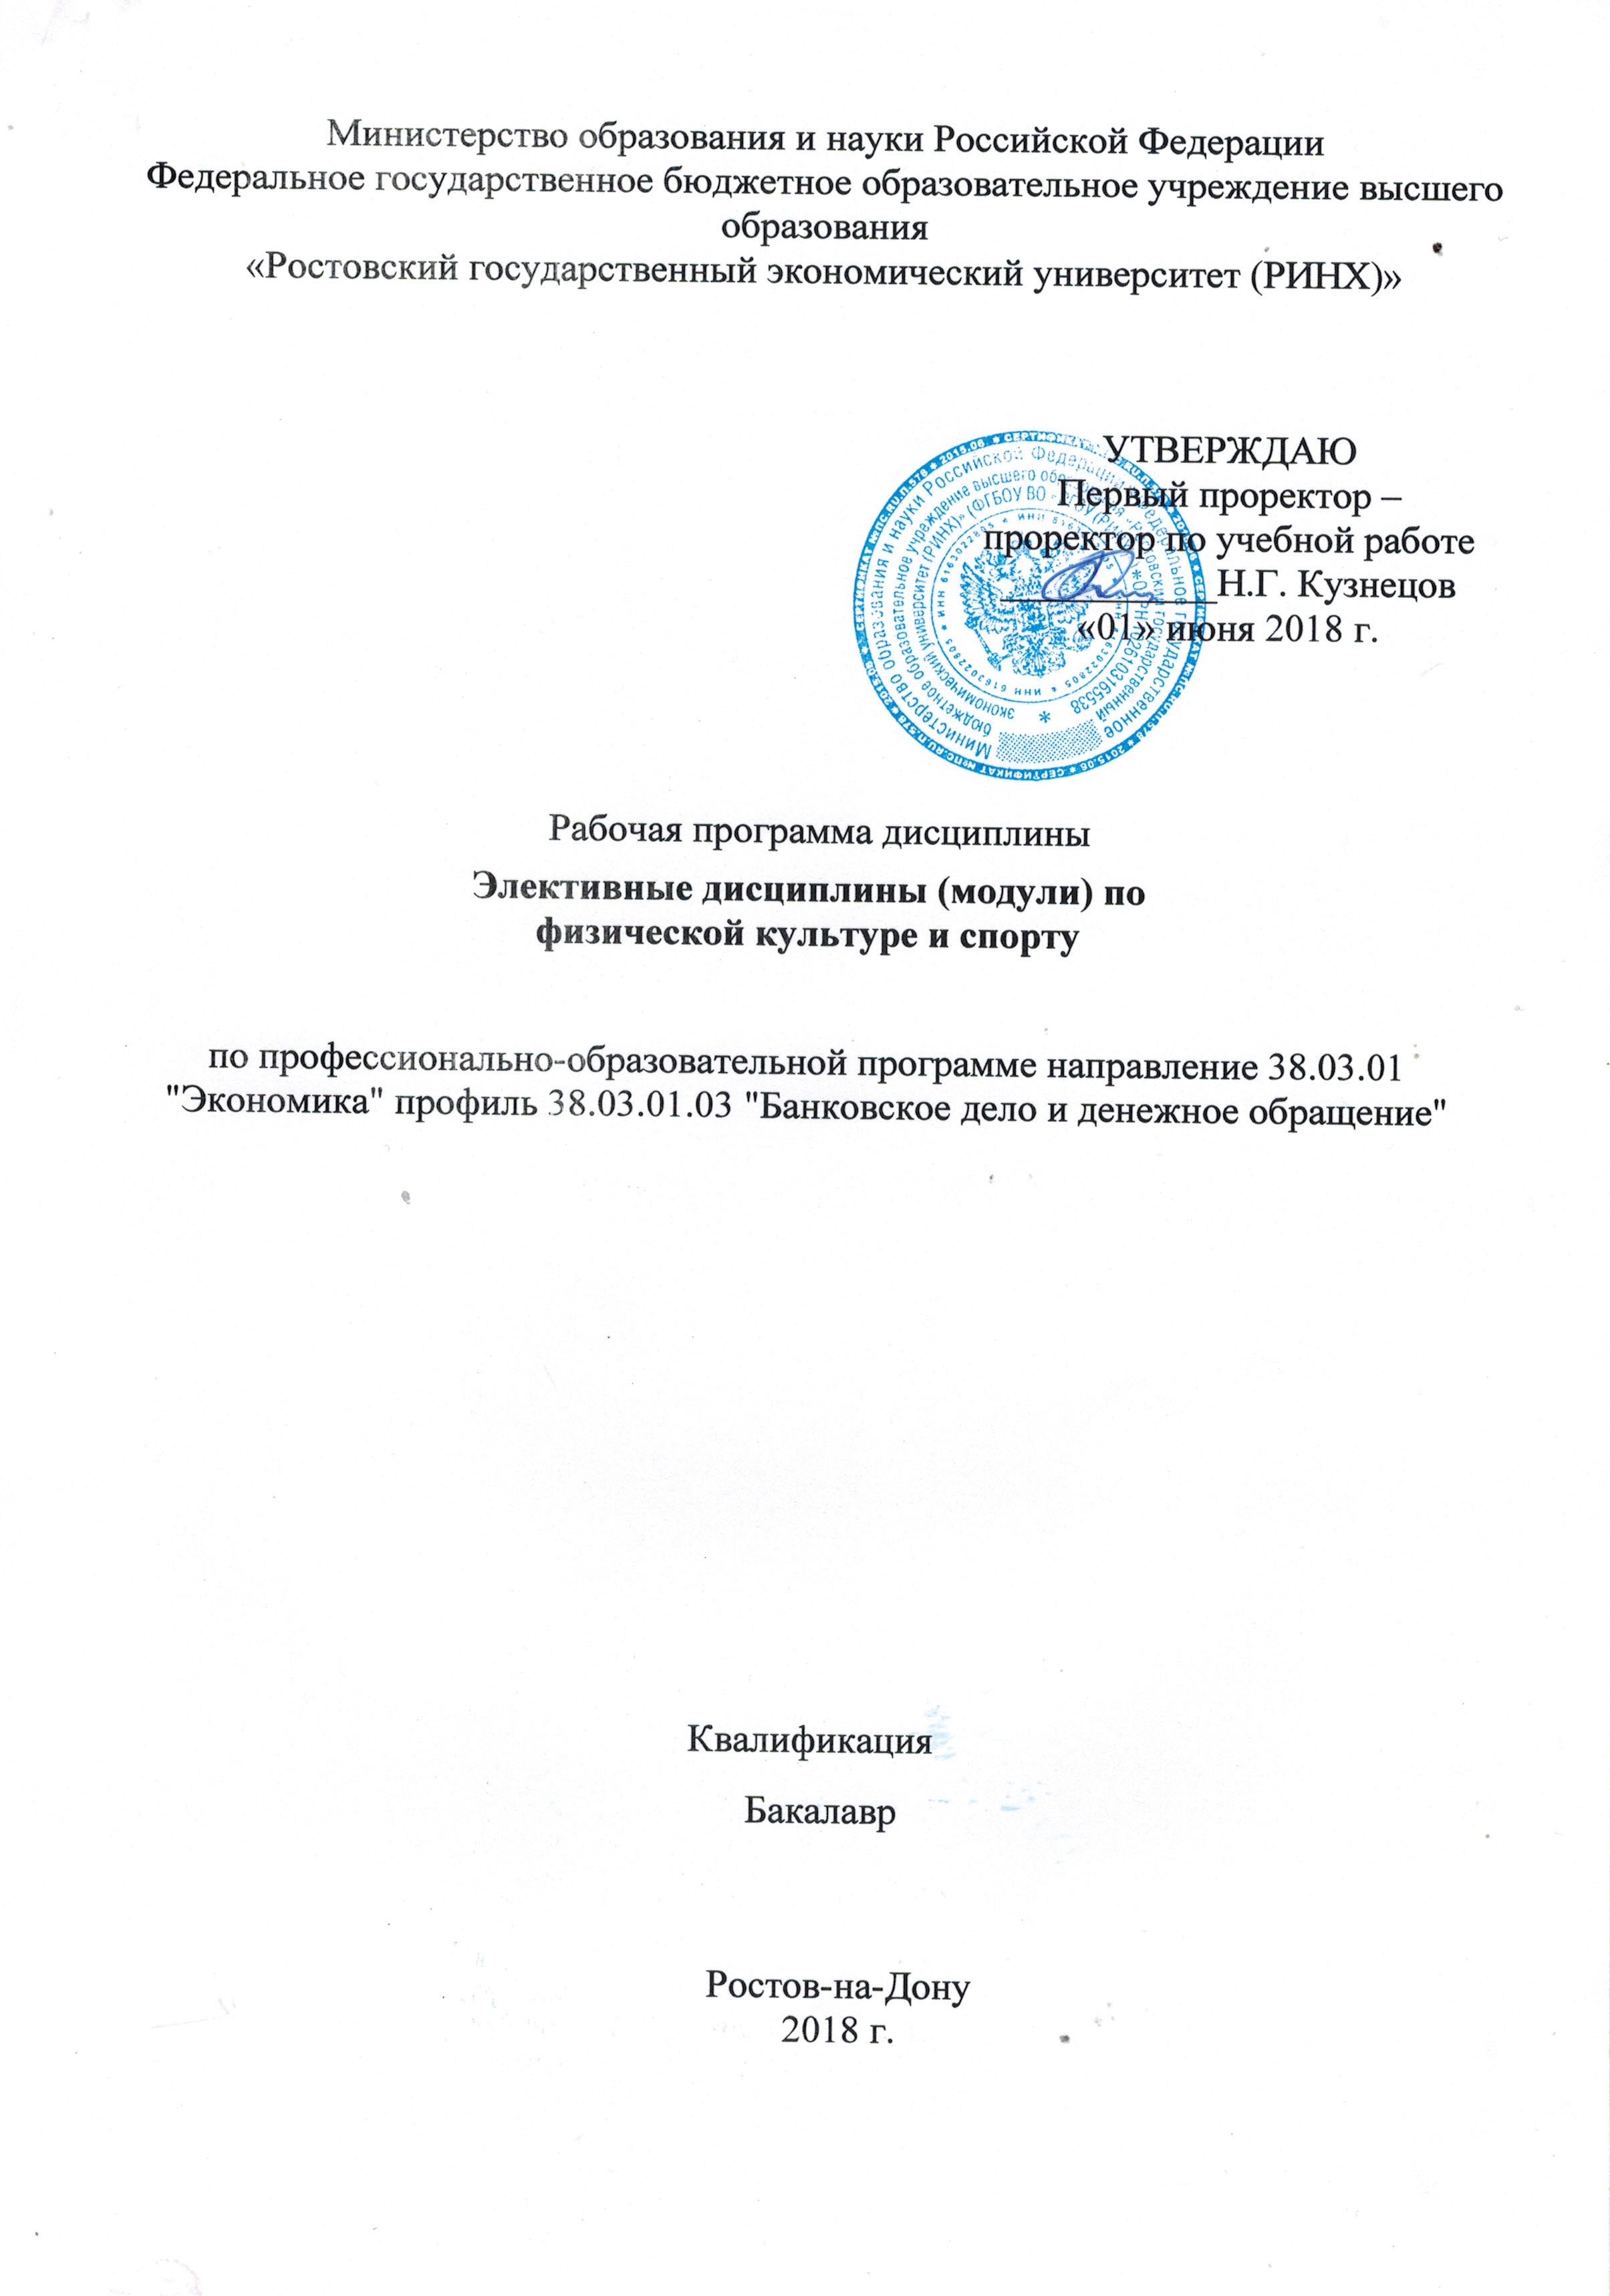 Министерство образования и науки Российской Федерации
Федеральное государственное бюджетное образовательное учреждение высшего
образования
«Ростовский государственный экономический университет (РИНХ)»
УТВЕРЖДАЮ
Первый проректор –
проректор по учебной работе
Н.Г. Кузнецов
«01» июня 2018 г.
Рабочая программа дисциплины
Элективные дисциплины (модули) по
физической культуре и спорту
по профессионально-образовательной программе направление 38.03.01
"Экономика" профиль 38.03.01.03 "Банковское дело и денежное обращение"
Квалификация
Бакалавр
Ростов-на-Дону
2018 г.